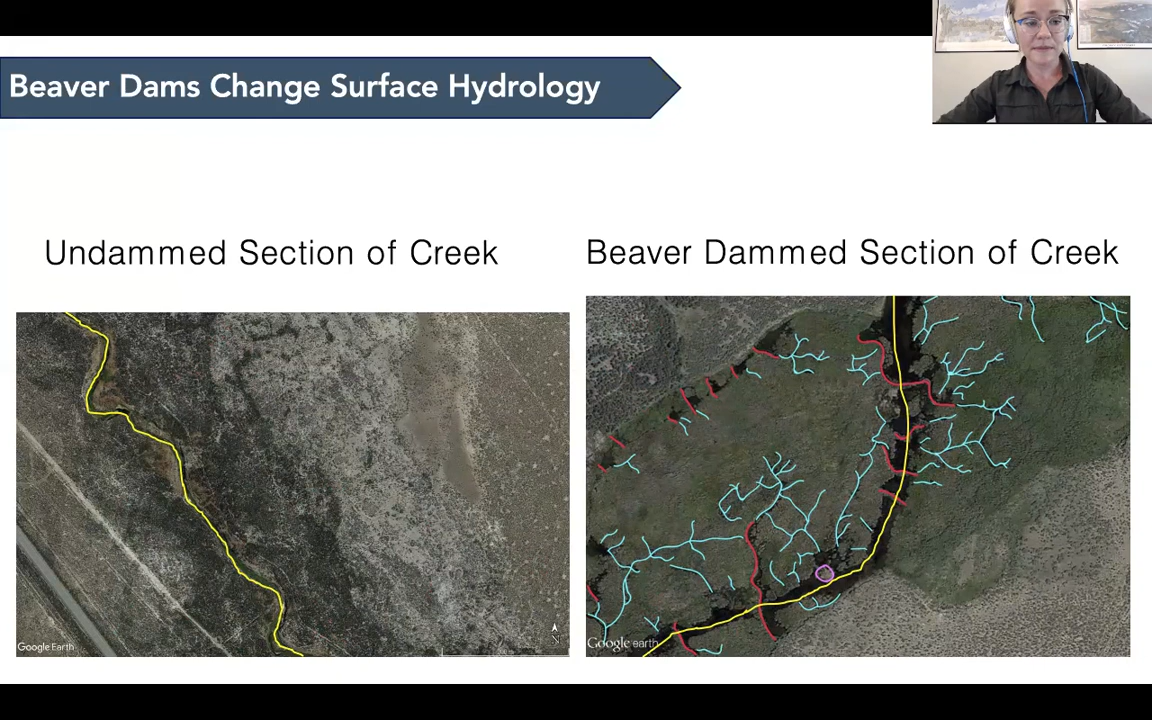 Beaver Dams Change Surface Hydrology
Undammed Section of Creek
Beaver Dammed Section of Creek
Google Earth
N
Google earth